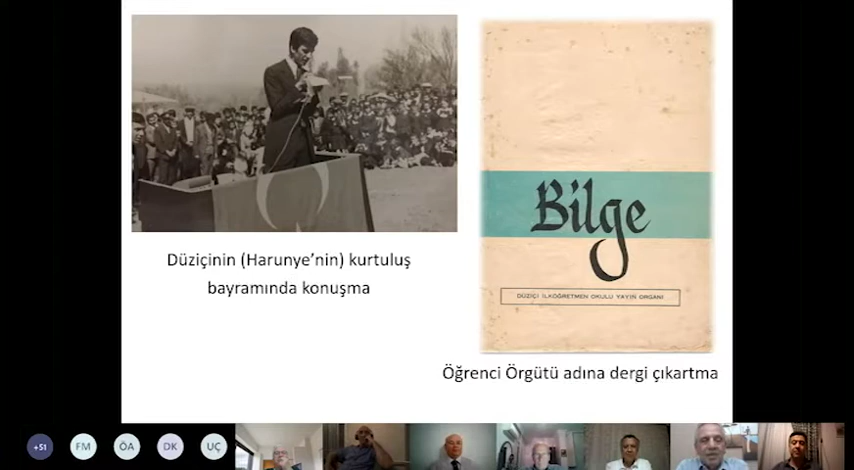 Düziçinin (Harunye’nin) kurtuluş
bayramında konuşma
Bilge
DÜZİÇİ İLKÖĞRETMEN OKULU YAYIN ORGANI
Öğrenci Örgütü adına dergi çıkartma
+51
FM
ÖA
DK
UÇ